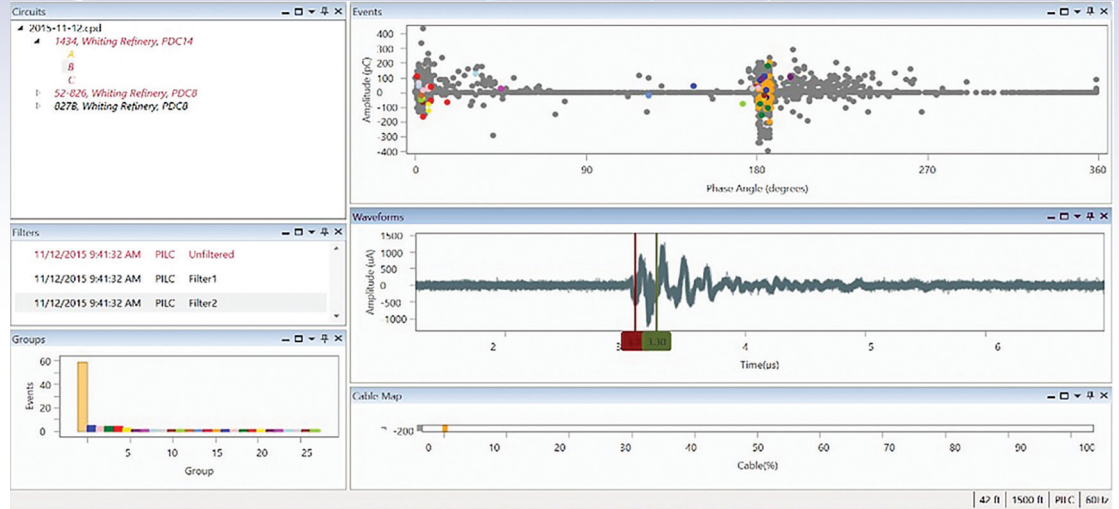 Circuits
2015-11-12.cpd
1434, Whiting Refinery, PDC14
A
B
C
52-826, Whiting Refinery, PDC8
827B, Whiting Refinery, PDC8
Filters
11/12/2015 9:41:32 AM PILC Unfiltered
11/12/2015 9:41:32 AM PILC Filter1
11/12/2015 9:41:32 AM PILC Filter2
Groups
Events
60
40
20
0
5 10 15 20 25
Group
Events
Amplitude (pC)
400
300
200
100
0
-100
-200
-300
-400
0 90 180 270 360
Phase Angle (degrees)
Waveforms
Amplitude (uA)
1500
1000
500
0
-500
-1000
2 3 3.30 4 5 6
Time(us)
Cable Map
-200
0 10 20 30 40 50 60 70 80 90 100
Cable(%)
42 ft 1500 ft PILC 60Hz